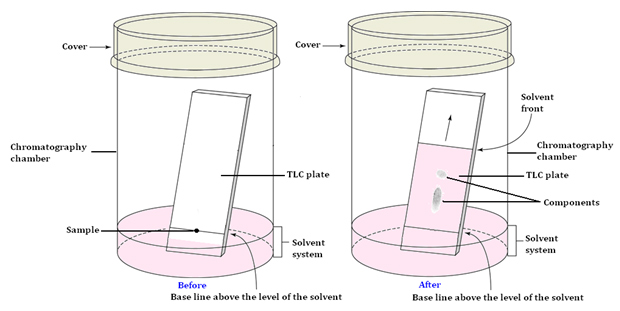 Cover
Chromatography
chamber
TLC plate
Sample
Solvent
system
Before
Base line above the level of the solvent
Cover
Solvent
front
Chromatography
chamber
TLC plate
Components
Solvent
system
After
Base line above the level of the solvent